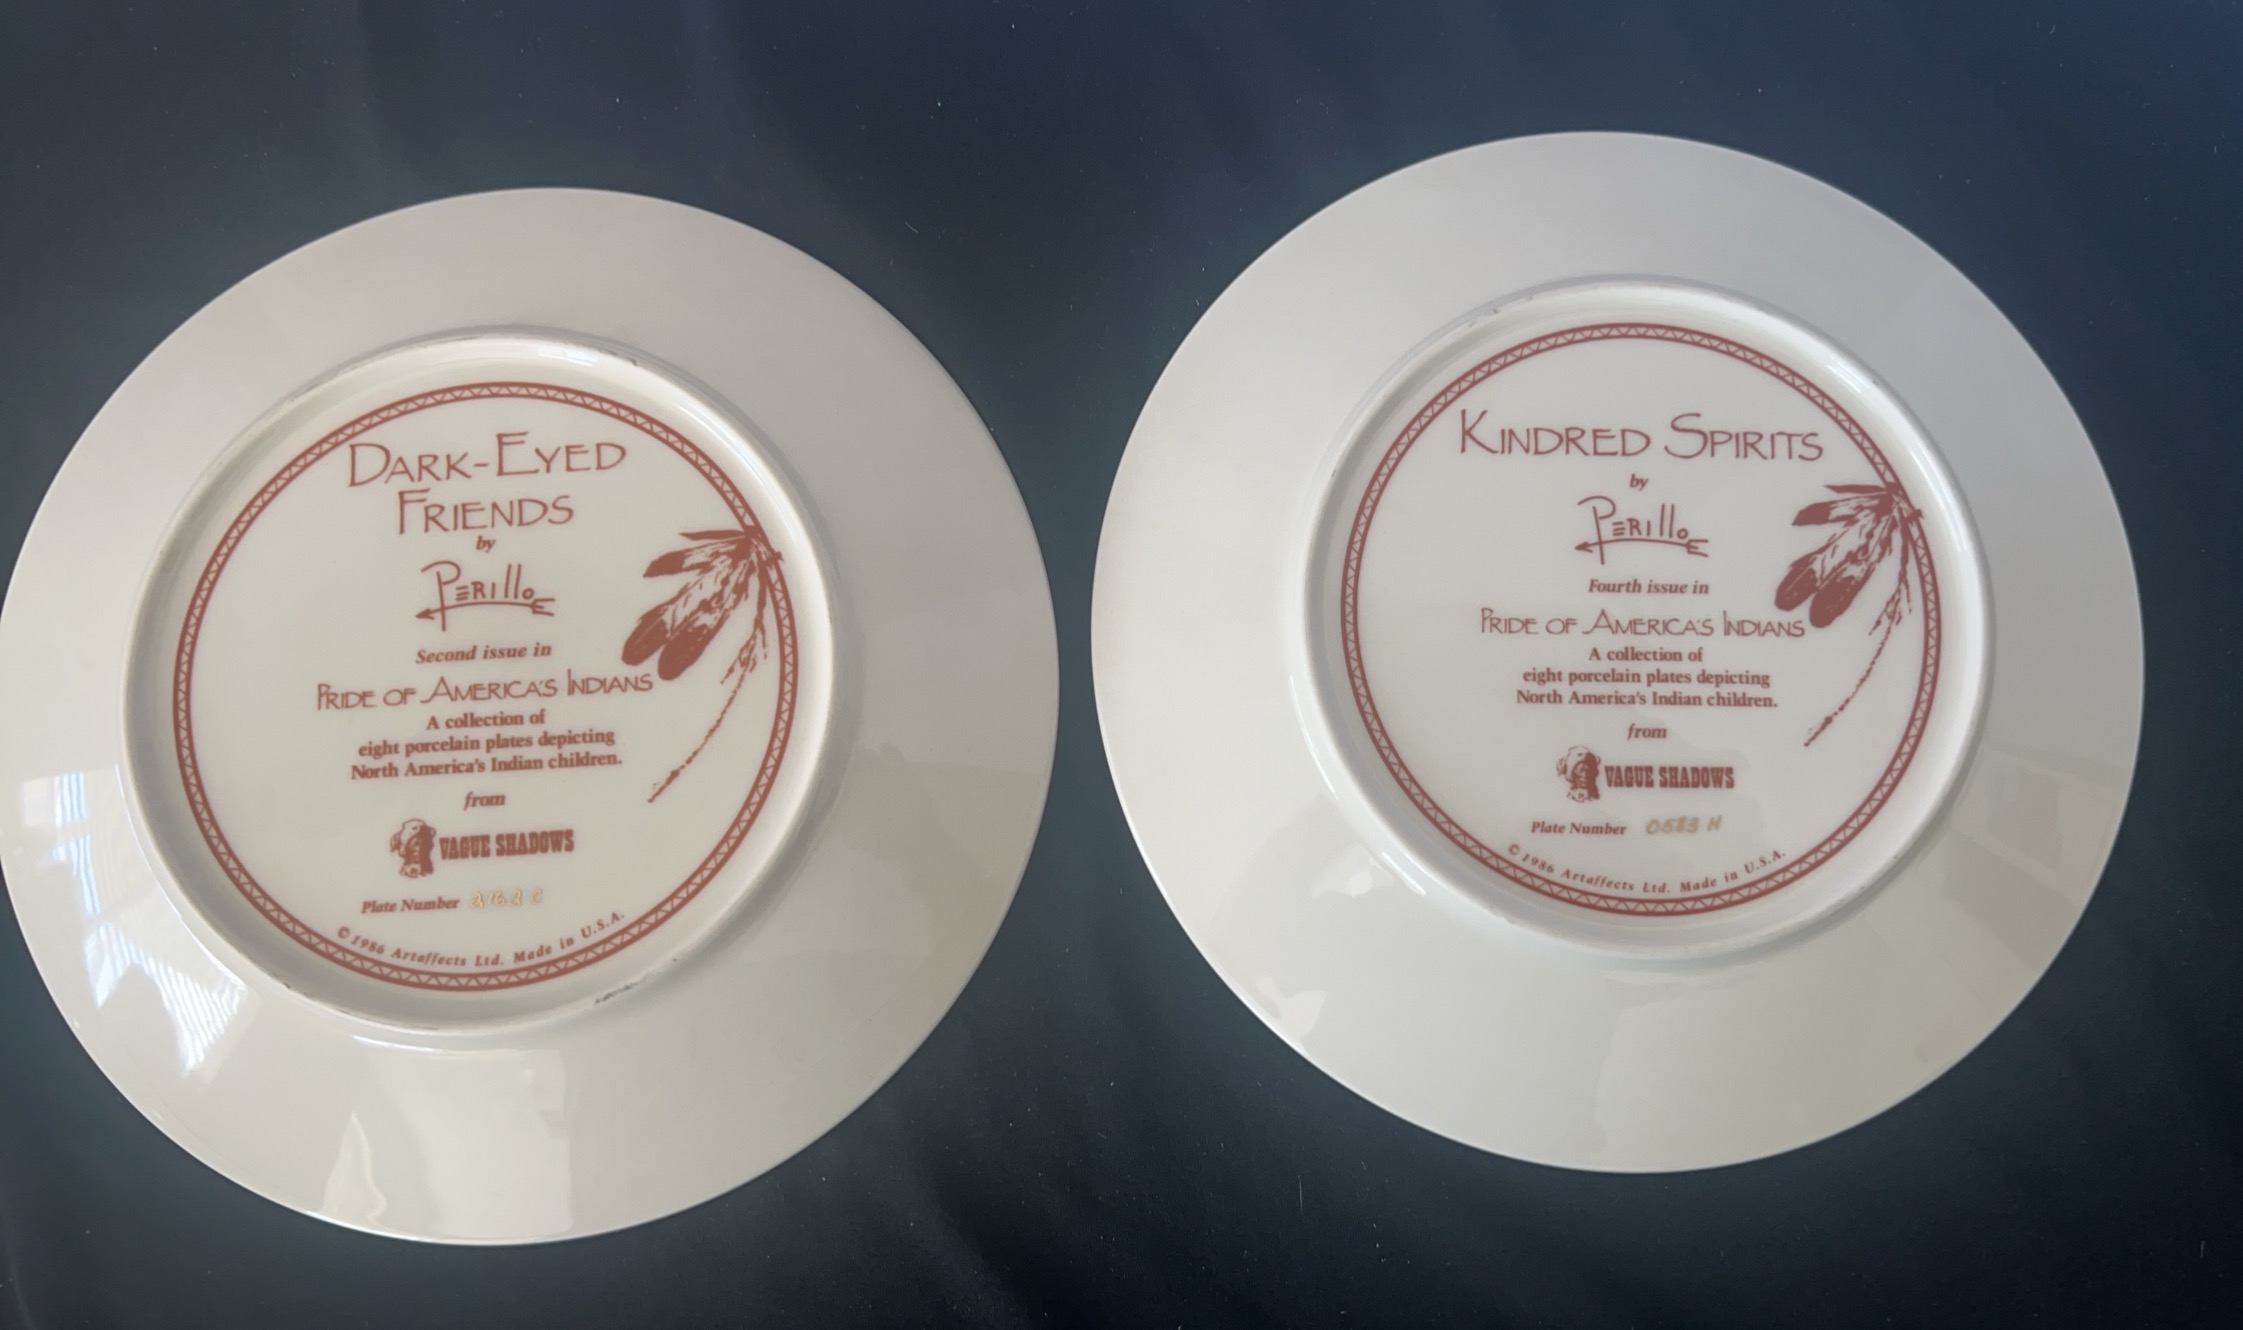 DARK-EYED
FRIENDS
by
PERILLO
Second issue in
PRIDE OF AMERICA'S INDIANS
A collection of
eight porcelain plates depicting
North America's Indian children.
from
VAGUE SHADOWS
Plate Number
© 1986 Artaffects Ltd. Made in U.S.A.
KINDRED SPIRITS
by
PERILLO
Fourth issue in
PRIDE OF AMERICA'S INDIANS
A collection of
eight porcelain plates depicting
North America's Indian children.
from
VAGUE SHADOWS
Plate Number
© 1986 Artaffects Ltd. Made in U.S.A.